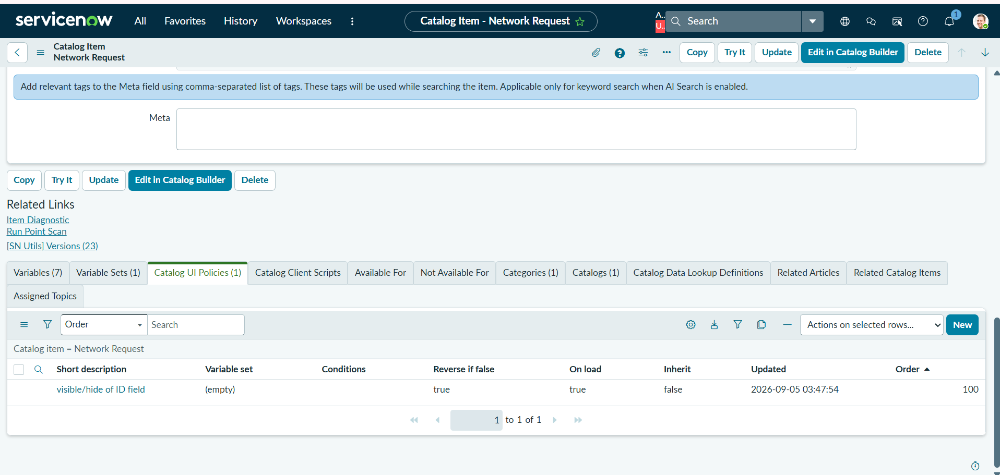 servicenow All Favorites History Workspaces Catalog Item - Network Request A.. U.. Search 1
Catalog Item
Network Request
Copy Try It Update Edit in Catalog Builder Delete
Add relevant tags to the Meta field using comma-separated list of tags. These tags will be used while searching the item. Applicable only for keyword search when AI Search is enabled.
Meta
Copy Try It Update Edit in Catalog Builder Delete
Related Links
Item Diagnostic
Run Point Scan
[SN Utils] Versions (23)
Variables (7) Variable Sets (1) Catalog UI Policies (1) Catalog Client Scripts Available For Not Available For Categories (1) Catalogs (1) Catalog Data Lookup Definitions Related Articles Related Catalog Items
Assigned Topics
Order Search Actions on selected rows... New
Catalog item = Network Request
Short description Variable set Conditions Reverse if false On load Inherit Updated Order
visible/hide of ID field (empty) true true false 2026-09-05 03:47:54 100
1 to 1 of 1